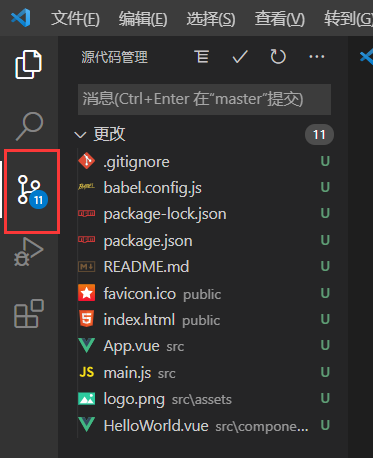 文件(F) 编辑(E) 查看(V) 转到(G)
源代码管理
消息(Ctrl+Enter 在“master”提交)
更改 11
11
.gitignore U
babel.config.js U
package-lock.json U
package.json U
README.md U
favicon.ico public U
index.html public U
App.vue src U
JS main.js src U
logo.png src\assets U
HelloWorld.vue src\compone... U